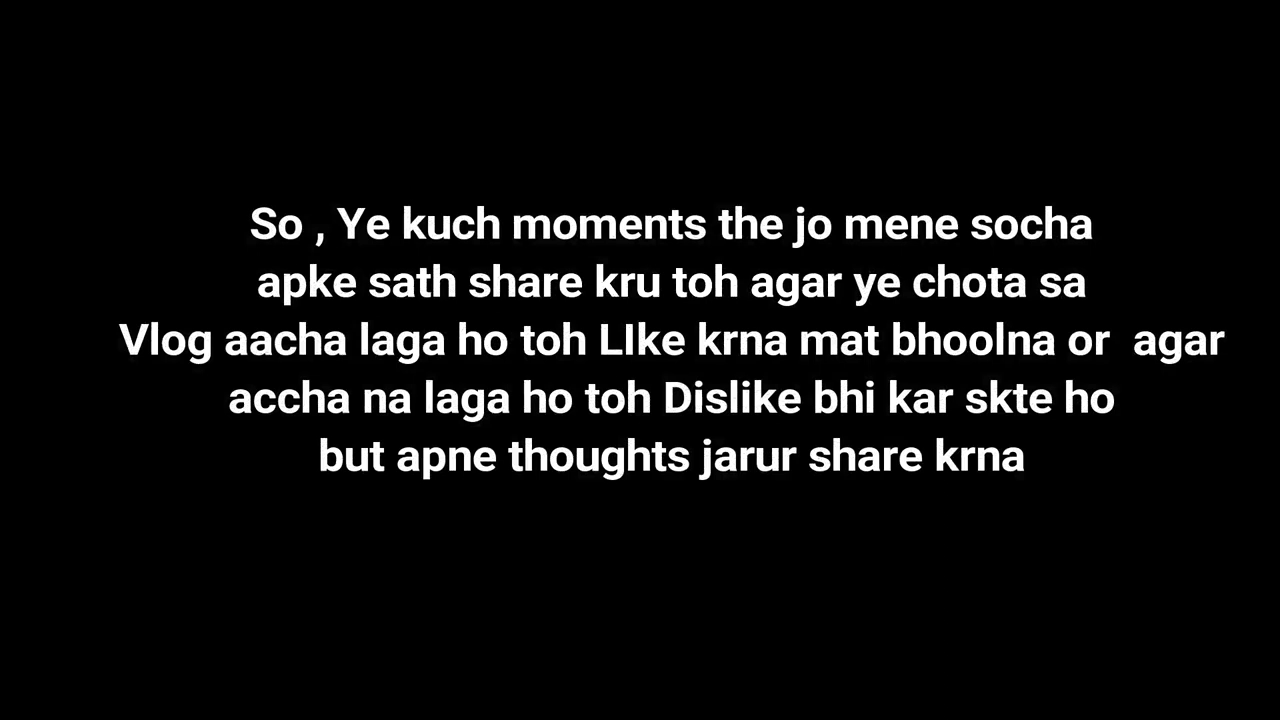 So , Ye kuch moments the jo mene socha
apke sath share kru toh agar ye chota sa
Vlog aacha laga ho toh LIke krna mat bhoolna or  agar
accha na laga ho toh Dislike bhi kar skte ho
but apne thoughts jarur share krna